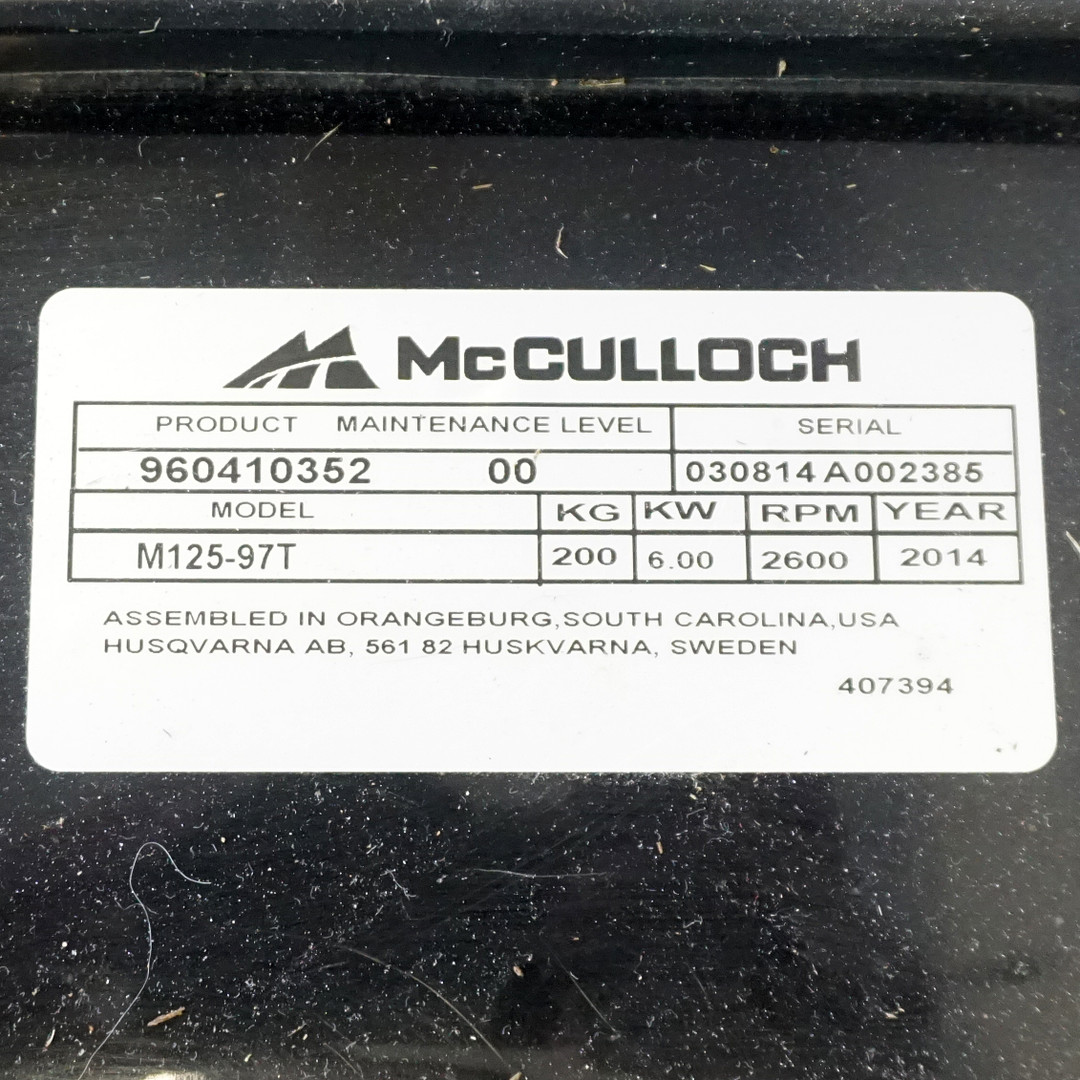 McCULLOCH
PRODUCT MAINTENANCE LEVEL SERIAL
960410352 00 030814 A002385
MODEL KG KW RPM YEAR
M125-97T 200 6.00 2600 2014
ASSEMBLED IN ORANGEBURG,SOUTH CAROLINA,USA
HUSQVARNA AB, 561 82 HUSKVARNA, SWEDEN
407394